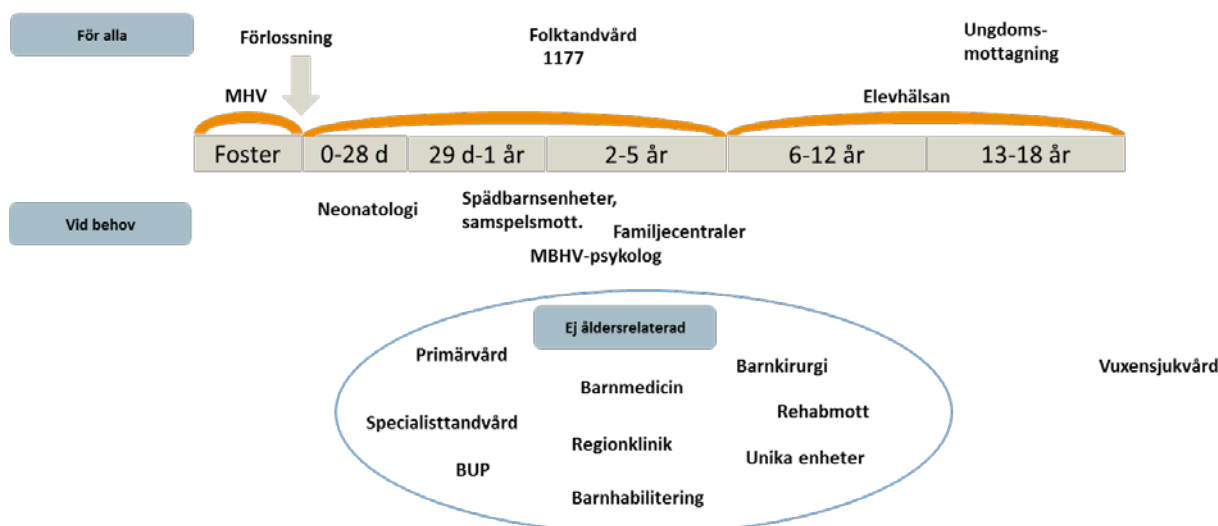 För alla
Förlossning
Folktandvård
1177
Ungdoms-
mottagning
MHV
Elevhälsan
Foster
0-28 d
29 d-1 år
2-5 år
6-12 år
13-18 år
Vid behov
Neonatologi
Spädbarnsenheter,
samspelsmott.
Familjecentraler
MBHV-psykolog
Ej åldersrelaterad
Primärvård
Barnkirurgi
Vuxensjukvård
Barnmedicin
Rehabmott
Specialisttandvård
Regionklinik
Unika enheter
BUP
Barnhabilitering